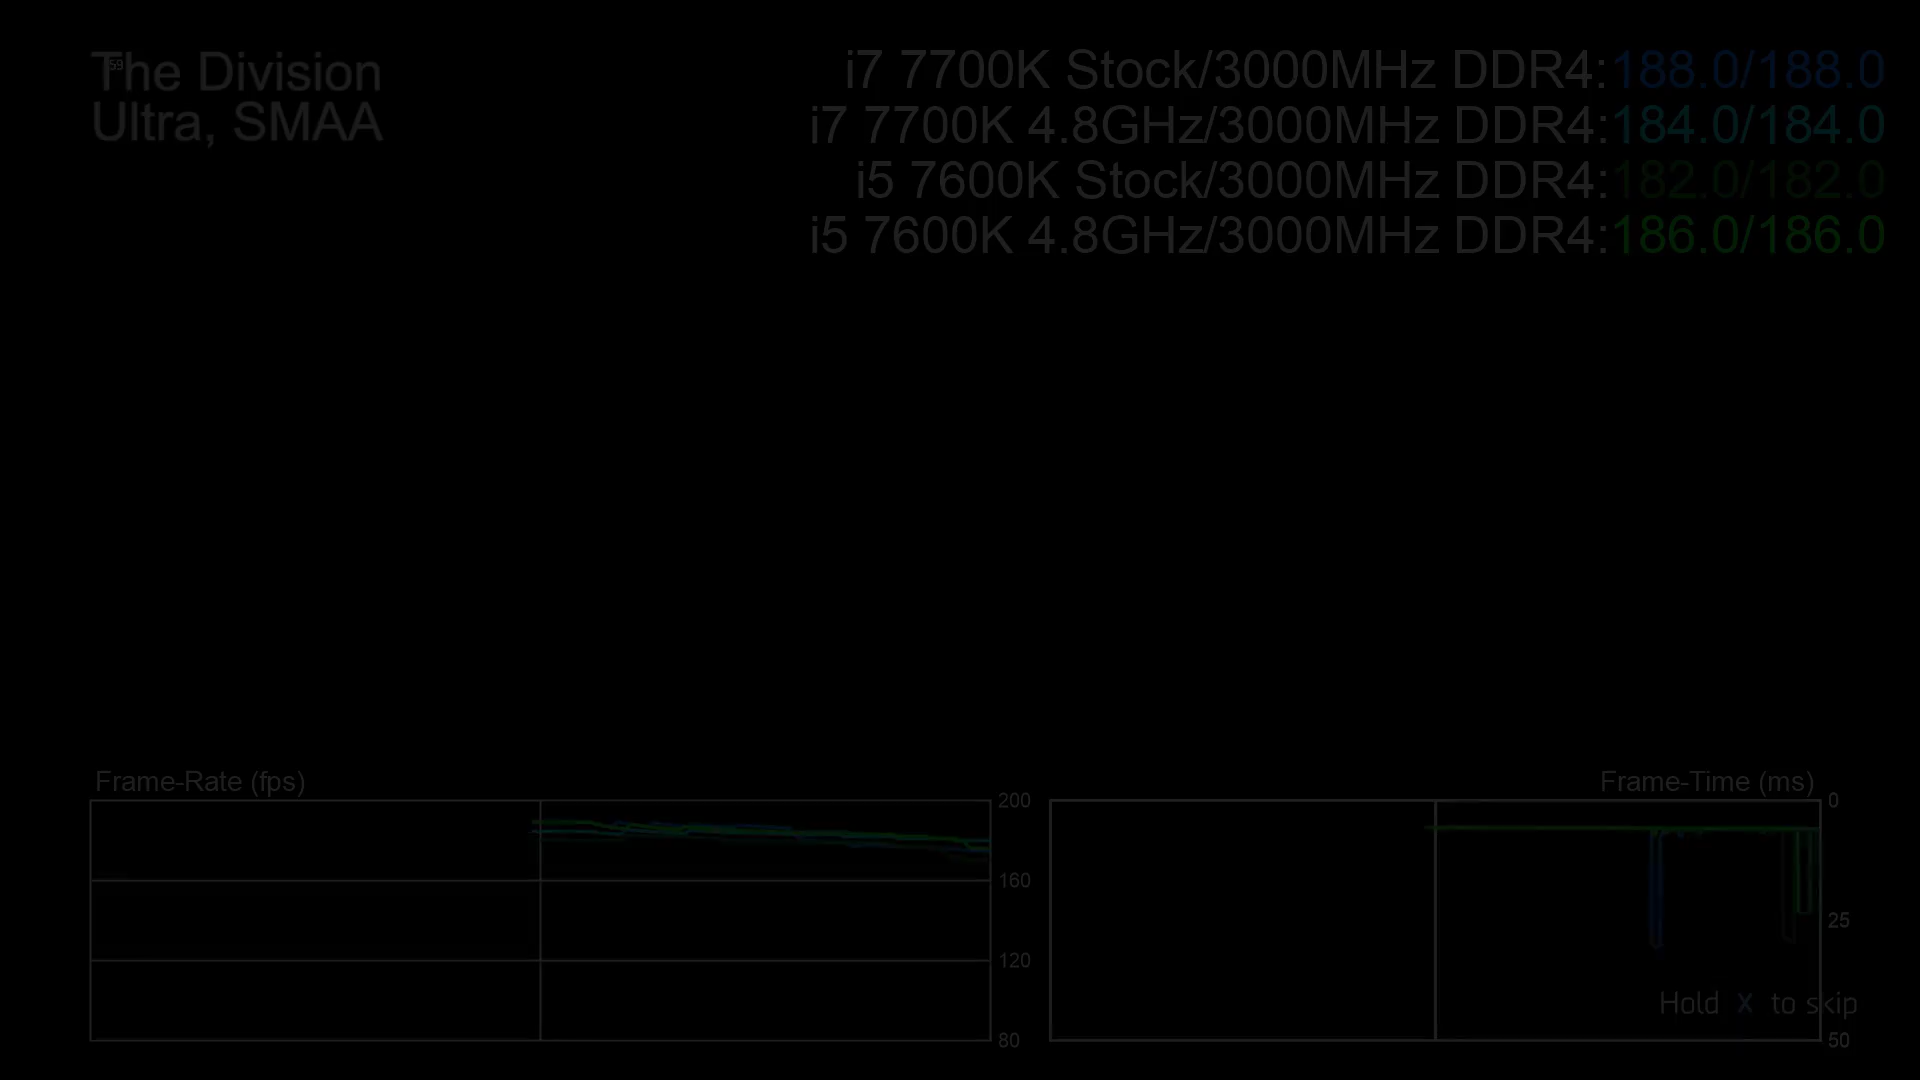 The Division
59
Ultra, SMAA
i7 7700K Stock/3000MHz DDR4:188.0/188.0
i7 7700K 4.8GHz/3000MHz DDR4:184.0/184.0
i5 7600K Stock/3000MHz DDR4:182.0/182.0
i5 7600K 4.8GHz/3000MHz DDR4:186.0/186.0
Frame-Rate (fps)
200
160
120
80
Frame-Time (ms)
0
25
50
Hold X to skip